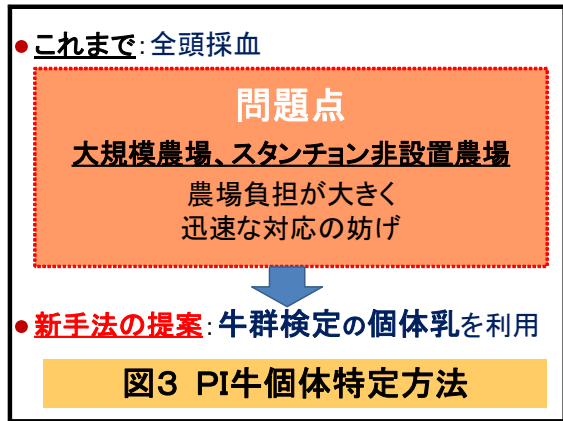 ●これまで：全頭採血
問題点
大規模農場、スタンチョン非設置農場
農場負担が大きく
迅速な対応の妨げ
●新手法の提案：牛群検定の個体乳を利用
図３ PI牛個体特定方法